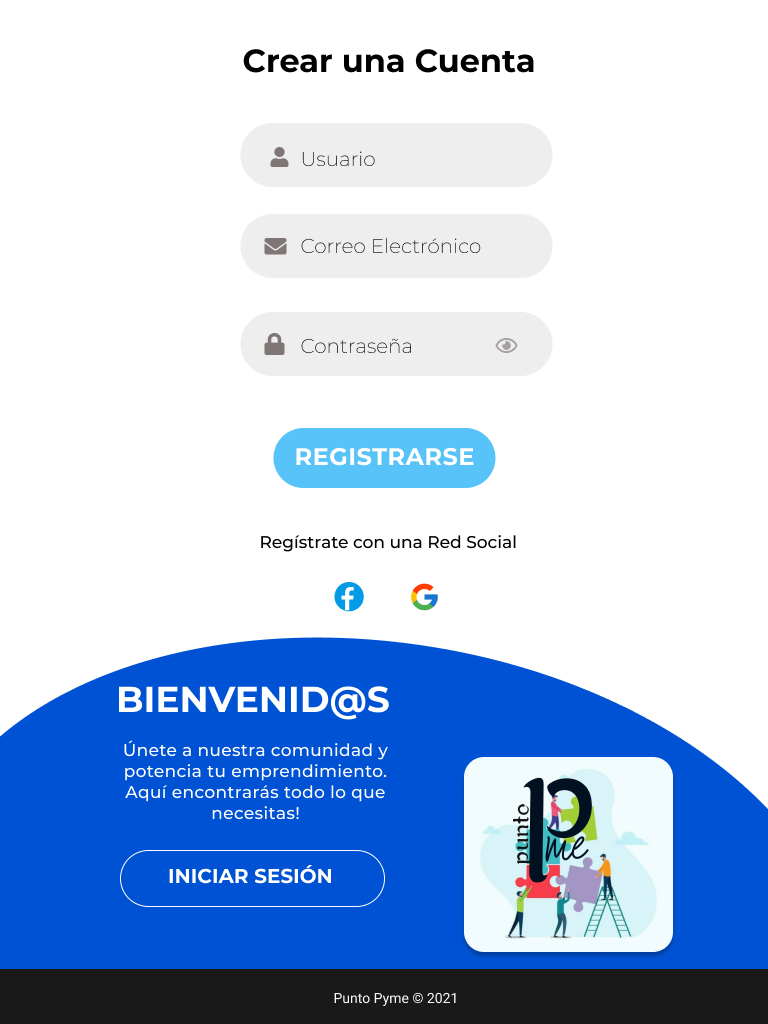 Crear una Cuenta
Usuario
Correo Electrónico
Contraseña
REGISTRARSE
Regístrate con una Red Social
BIENVENID@S
Únete a nuestra comunidad y
potencia tu emprendimiento.
Aquí encontrarás todo lo que
necesitas!
INICIAR SESIÓN
punto
pme
Punto Pyme © 2021